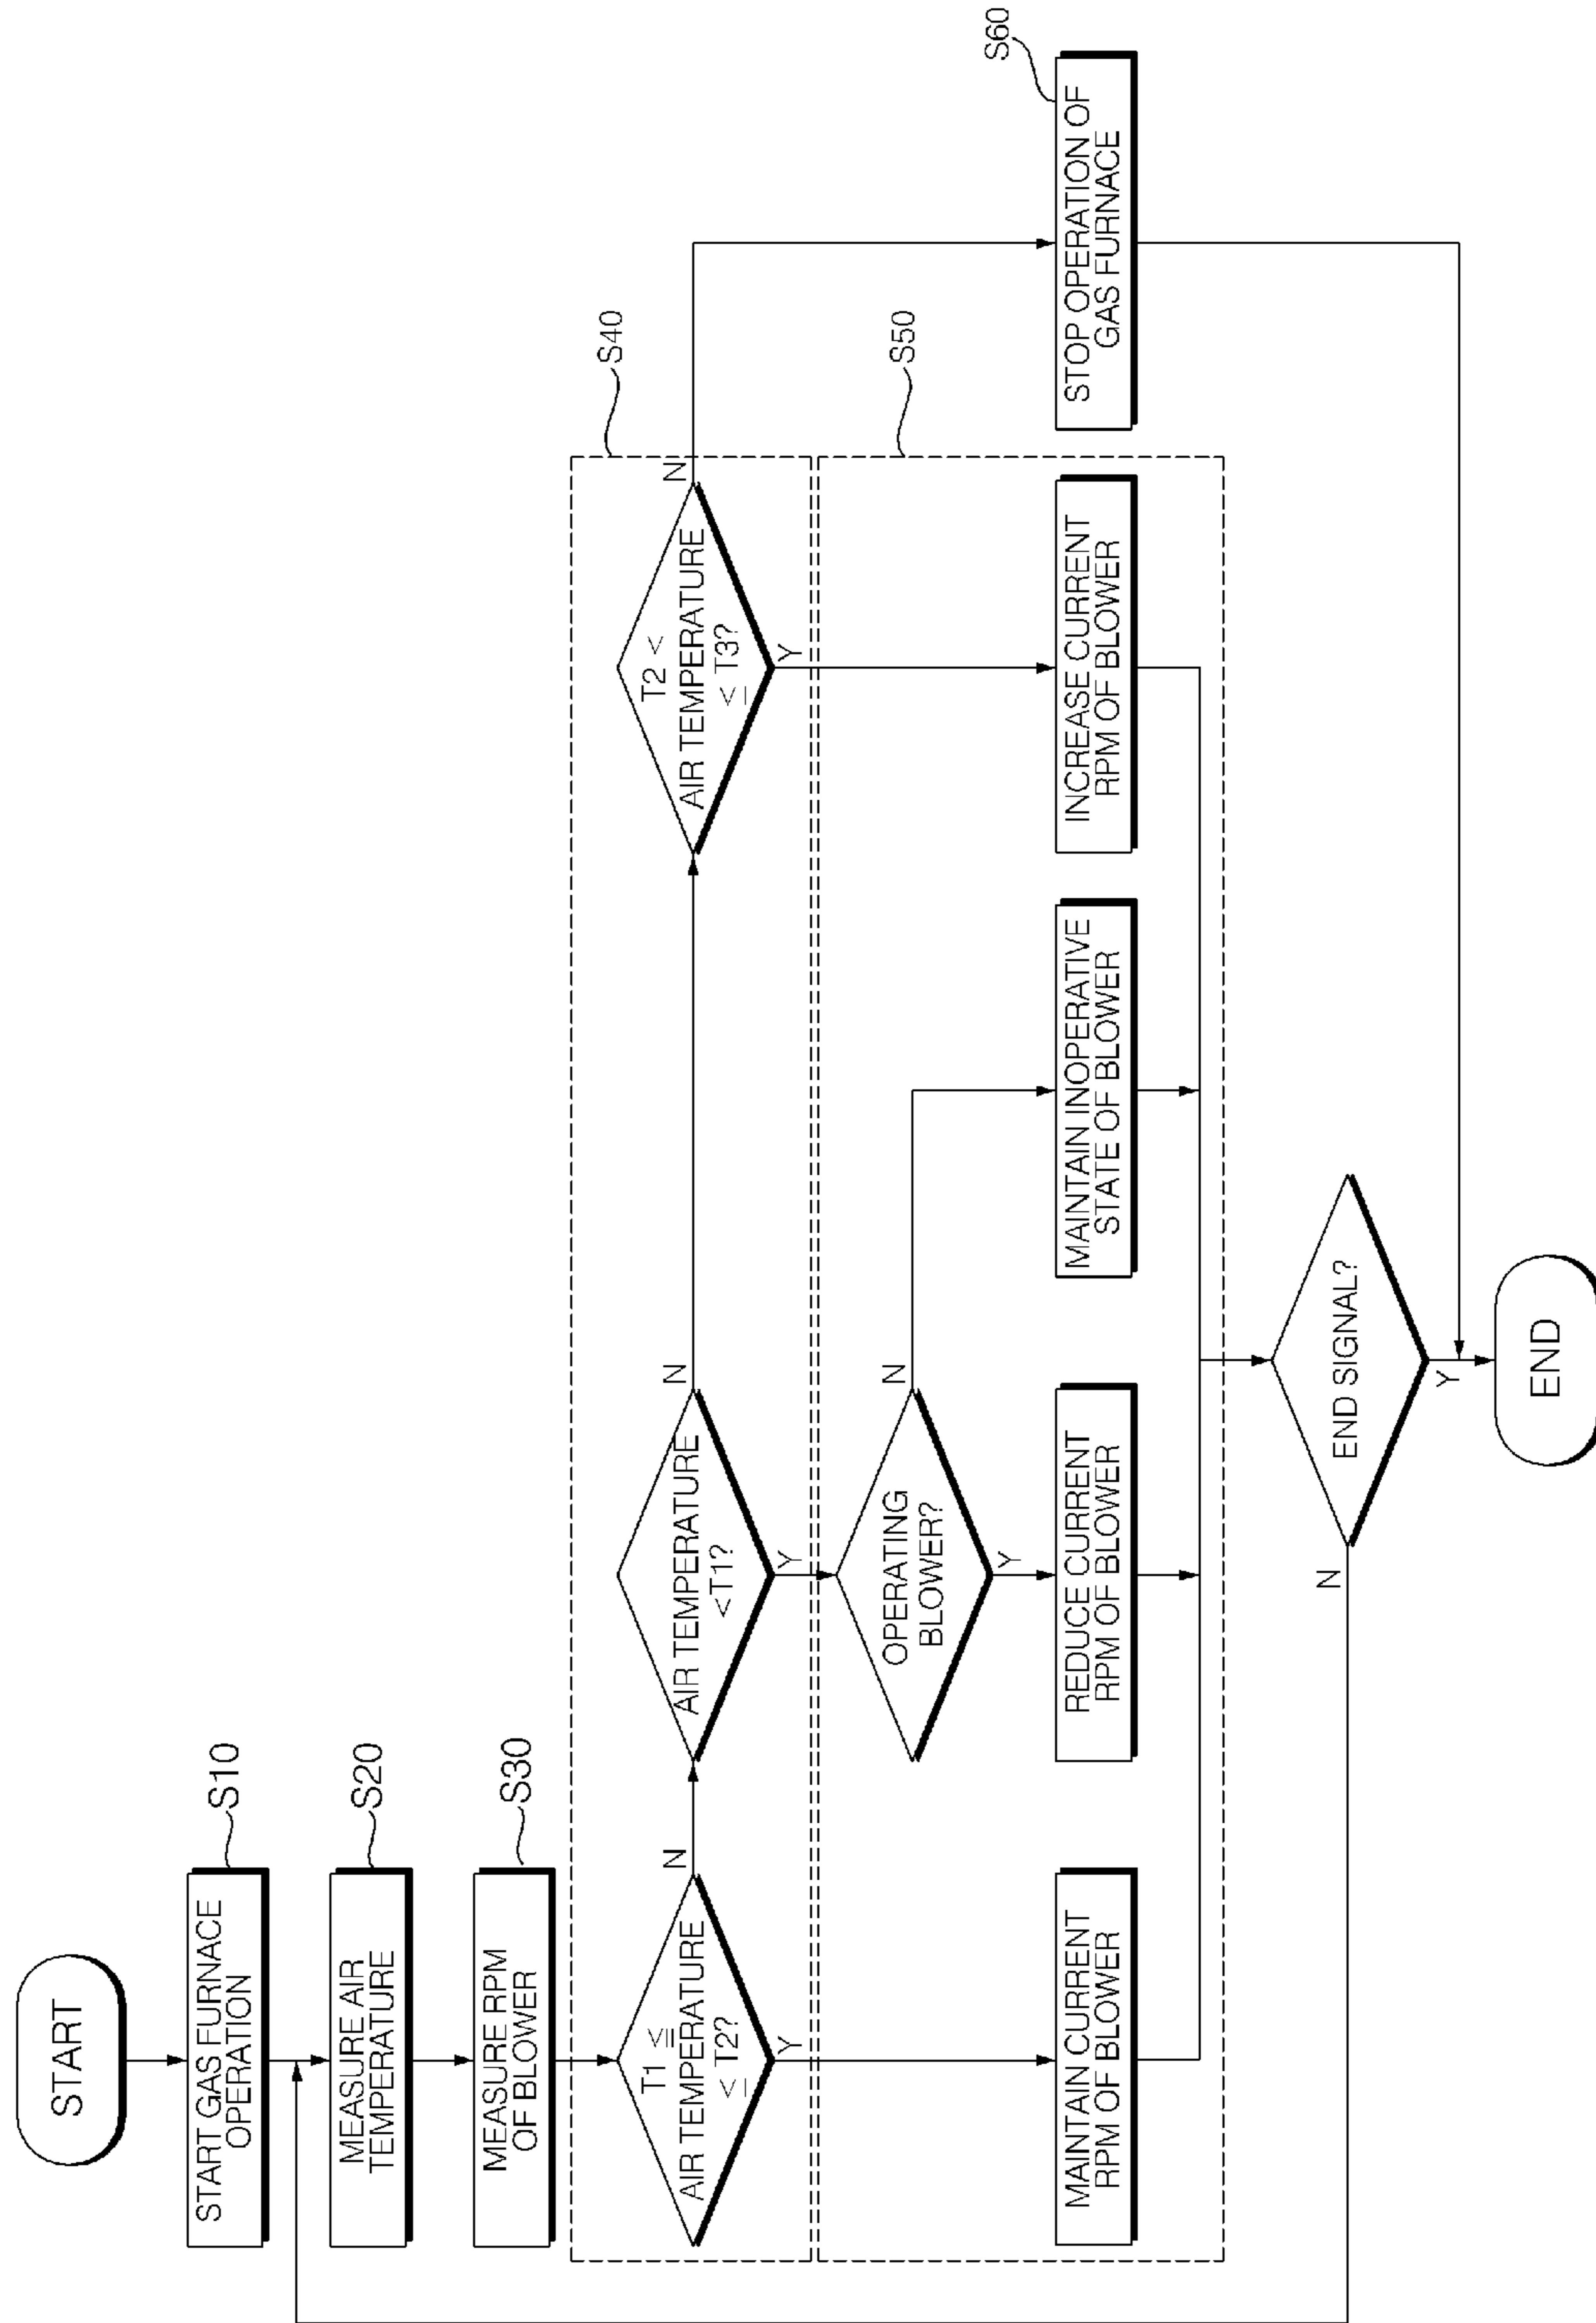 START
START GAS FURNACE
OPERATION
S10
MEASURE AIR
TEMPERATURE
S20
MEASURE RPM
OF BLOWER
S30
T1 ≦
AIR TEMPERATURE
≤ T2?
Y
N
AIR TEMPERATURE
<T1?
Y
N
T2 <
AIR TEMPERATURE
≤ T3?
Y
N
S40
OPERATING
BLOWER?
Y
N
S50
MAINTAIN CURRENT
RPM OF BLOWER
REDUCE CURRENT
RPM OF BLOWER
MAINTAIN INOPERATIVE
STATE OF BLOWER
INCREASE CURRENT
RPM OF BLOWER
STOP OPERATION OF
GAS FURNACE
S60
END SIGNAL?
N
Y
END